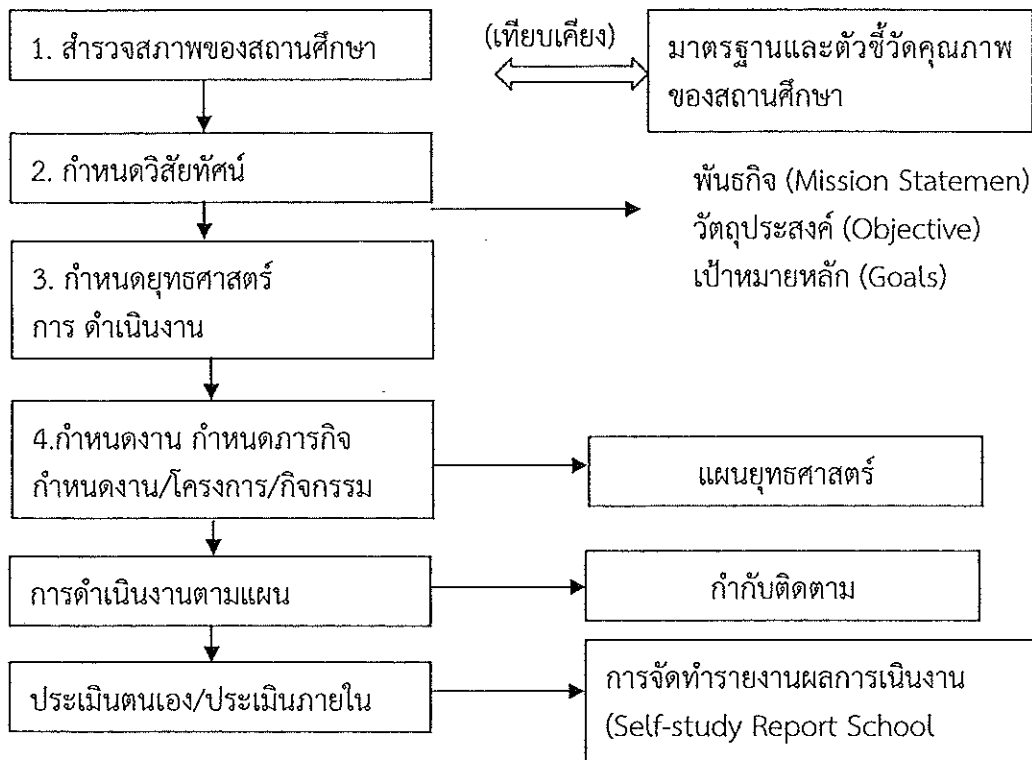 1. สำรวจสภาพของสถานศึกษา
(เทียบเคียง)
มาตรฐานและตัวชี้วัดคุณภาพ
ของสถานศึกษา
2. กำหนดวิสัยทัศน์
พันธกิจ (Mission Statemen)
วัตถุประสงค์ (Objective)
เป้าหมายหลัก (Goals)
3. กำหนดยุทธศาสตร์
การ ดำเนินงาน
4.กำหนดงาน กำหนดภารกิจ
กำหนดงาน/โครงการ/กิจกรรม
แผนยุทธศาสตร์
การดำเนินงานตามแผน
กำกับติดตาม
ประเมินตนเอง/ประเมินภายใน
การจัดทำรายงานผลการเนินงาน
(Self-study Report School